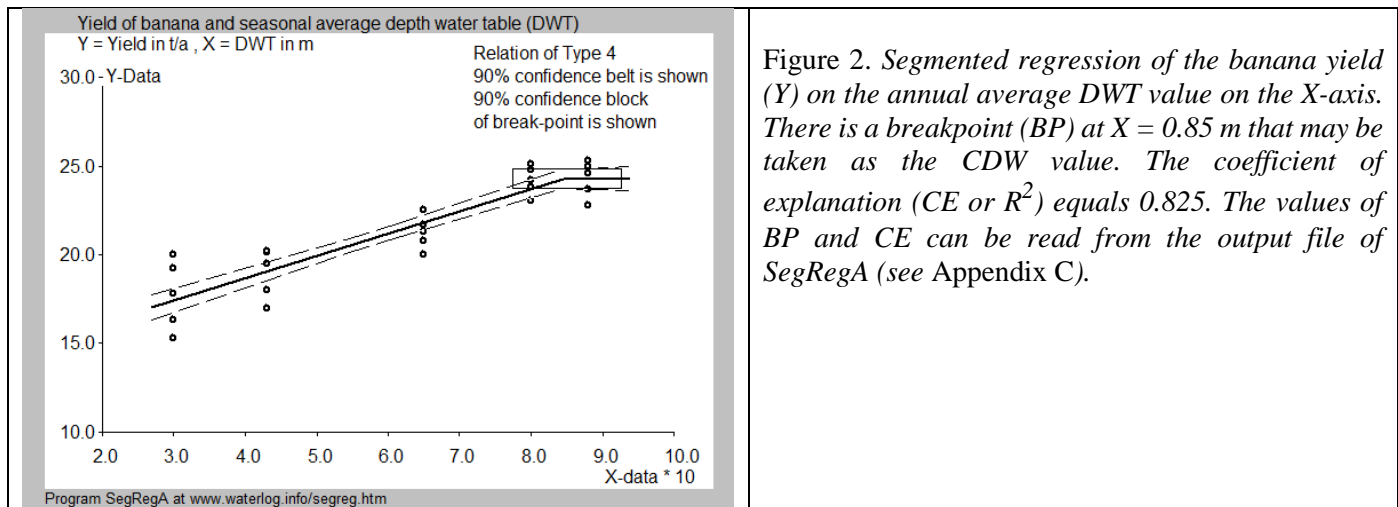 Yield of banana and seasonal average depth water table (DWT)
Y = Yield in t/a , X = DWT in m
Relation of Type 4
90% confidence belt is shown
90% confidence block
of break-point is shown
30.0 Y-Data
25.0
20.0
15.0
10.0
2.0 3.0 4.0 5.0 6.0 7.0 8.0 9.0 10.0
X-data * 10
Program SegRegA at www.waterlog.info/segreg.htm
Figure 2. Segmented regression of the banana yield
(Y) on the annual average DWT value on the X-axis.
There is a breakpoint (BP) at X = 0.85 m that may be
taken as the CDW value. The coefficient of
explanation (CE or R²) equals 0.825. The values of
BP and CE can be read from the output file of
SegRegA (see Appendix C).